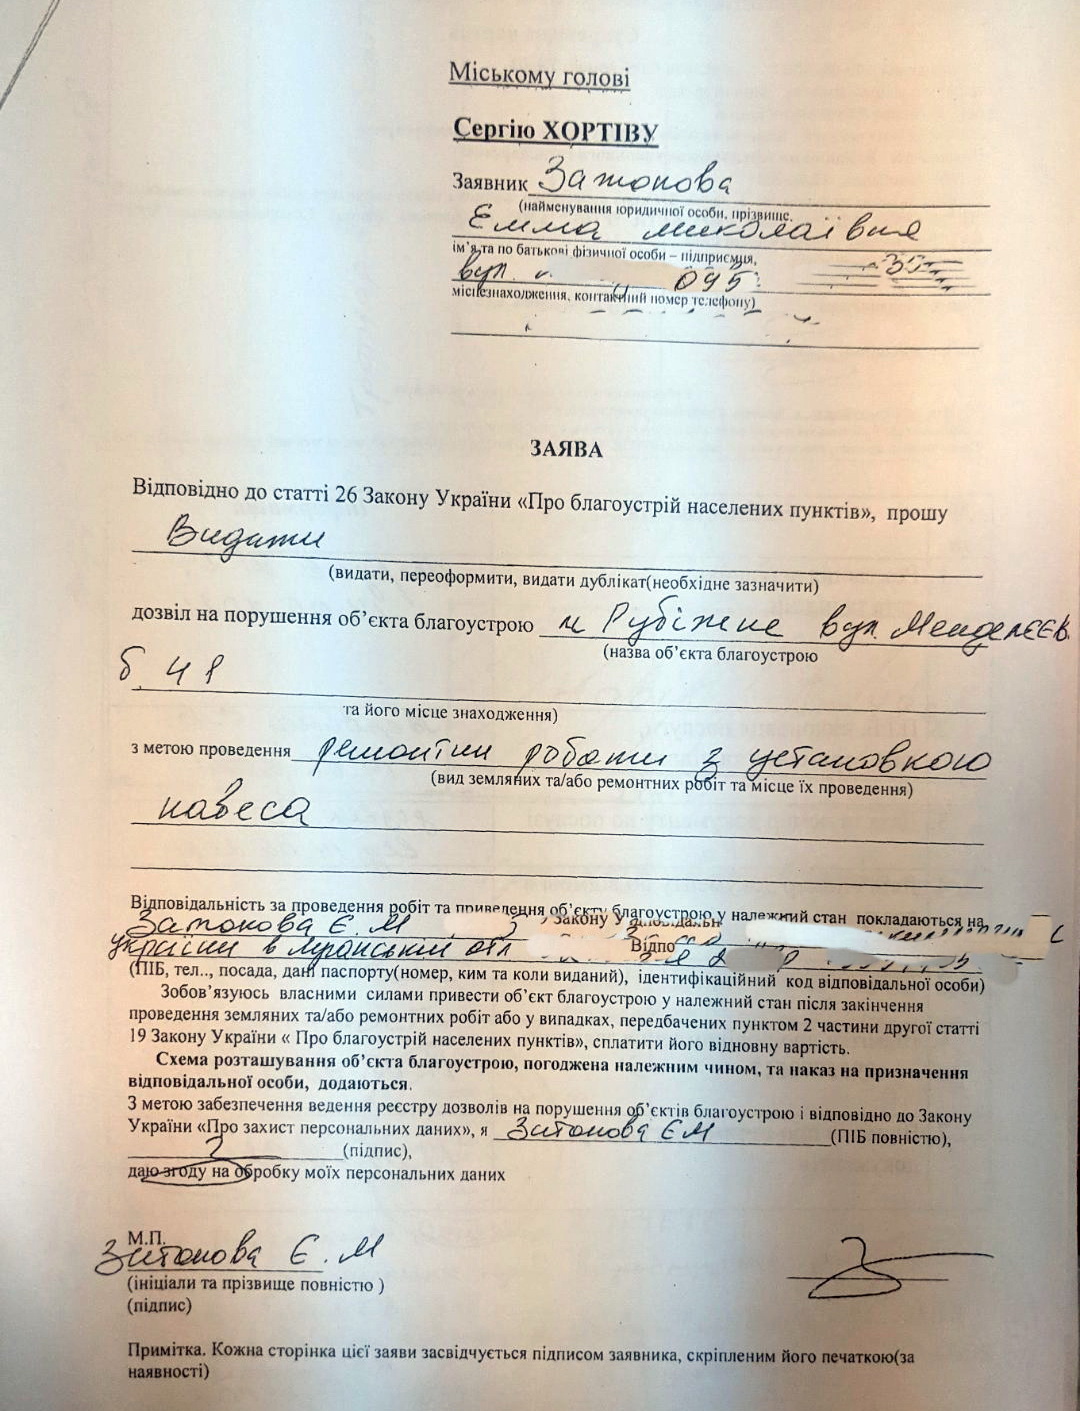 Міському голові
Сергію ХОРТІВУ
Заявник Затонова
(найменування юридичної особи, прізвище,
Емма Миколаївна
ім'я та по батькові фізичної особи – підприємця,
вул. 095 35
місцезнаходження, контактний номер телефону)
ЗАЯВА
Відповідно до статті 26 Закону України «Про благоустрій населених пунктів», прошу
Видати
(видати, переоформити, видати дублікат(необхідне зазначити)
дозвіл на порушення об'єкта благоустрою м Рубіжне вул. Менделєєв
(назва об'єкта благоустрою
б. 41
та його місце знаходження)
з метою проведення ремонтни роботи з установкою
(вид земляних та/або ремонтних робіт та місце їх проведення)
навеса
Відповідальність за проведення робіт та приведення об'єкту благоустрою у належний стан покладаються на
Затонова Є. М Закону У
україни в луганській обл Відпо
(ПІБ, тел.., посада, дані паспорту(номер, ким та коли виданий), ідентифікаційний код відповідальної особи)
Зобов'язуюсь власними силами привести об'єкт благоустрою у належний стан після закінчення
проведення земляних та/або ремонтних робіт або у випадках, передбачених пунктом 2 частини другої статті
19 Закону України « Про благоустрій населених пунктів», сплатити його відновну вартість.
Схема розташування об'єкта благоустрою, погоджена належним чином, та наказ на призначення
відповідальної особи, додаються.
З метою забезпечення ведення реєстру дозволів на порушення об'єктів благоустрою і відповідно до Закону
України «Про захист персональних даних», я Затонова Є М (ПІБ повністю),
(підпис),
даю згоду на обробку моїх персональних даних
М.П.
Затонова Є. М
(ініціали та прізвище повністю )
(підпис)
Примітка. Кожна сторінка цієї заяви засвідчується підписом заявника, скріпленим його печаткою(за
наявності)